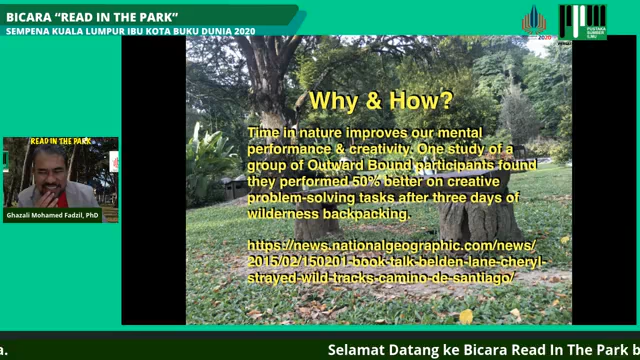 BICARA “READ IN THE PARK”
SEMPENA KUALA LUMPUR IBU KOTA BUKU DUNIA 2020
2020
PUSTAKA
SUMBER
ILMU
READ IN THE PARK
Ghazali Mohamed Fadzil, PhD
Why & How?
Time in nature improves our mental
performance & creativity. One study of a
group of Outward Bound participants found
they performed 50% better on creative
problem-solving tasks after three days of
wilderness backpacking.
https://news.nationalgeographic.com/news/
2015/02/150201-book-talk-belden-lane-cheryl-
strayed-wild-tracks-camino-de-santiago/
a.
Selamat Datang ke Bicara Read In The Park b